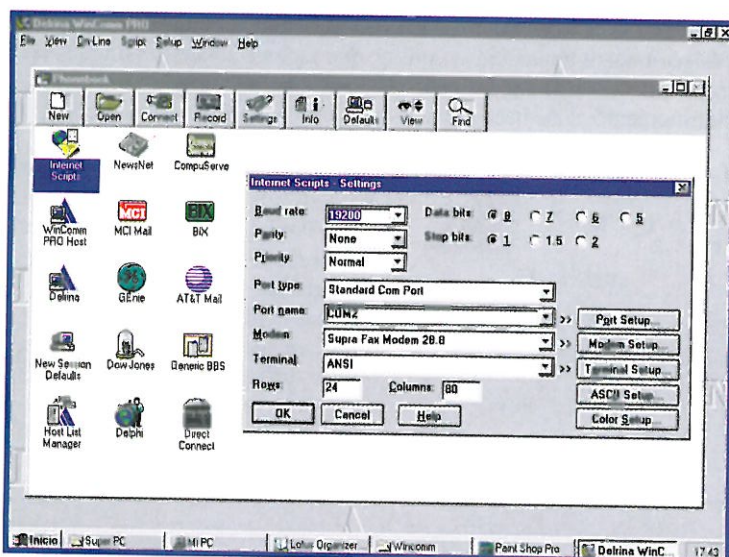 Delrina WinComm PRO
File View On-Line Script Setup Window Help
Phonebook
New Open Connect Record Settings Info Defaults View Find
Internet Scripts
NewsNet
CompuServe
WinComm PRO Host
MCI Mail
BIX
Delrina
GEnie
AT&T Mail
New Session Defaults
Dow Jones
Generic BBS
Host List Manager
Delphi
Direct Connect
MCI
BIX
Internet Scripts - Settings
Baud rate: 19200 Data bits: 8 7 6 5
Parity: None Stop bits: 1 1.5 2
Priority: Normal
Port type: Standard Com Port
Port name: COM2 >> Port Setup...
Modem Supra Fax Modem 28.8 >> Modem Setup...
Terminal ANSI >> Terminal Setup...
Rows: 24 Columns: 80 ASCII Setup...
OK Cancel Help Color Setup...
Inicio Super PC Mi PC Lotus Organizer... Wincomm Paint Shop Pro Delrina WinC... 17:43